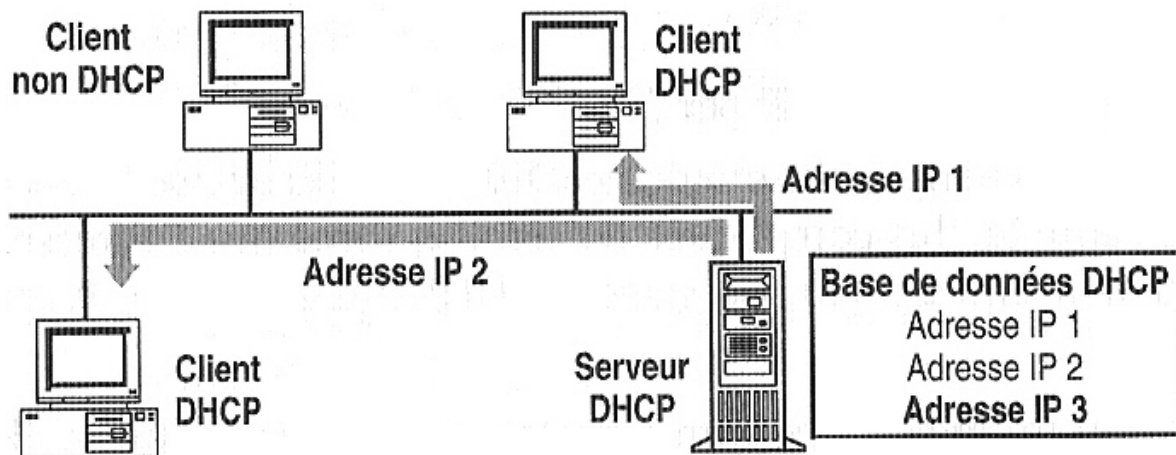 Client
non DHCP
Client
DHCP
Adresse IP 1
Adresse IP 2
Client
DHCP
Serveur
DHCP
Base de données DHCP
Adresse IP 1
Adresse IP 2
Adresse IP 3